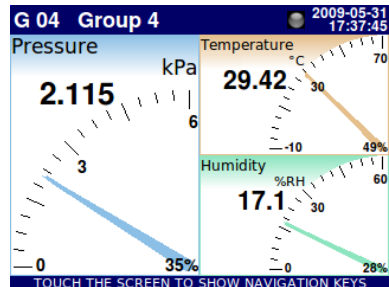 G 04 Group 4
2009-05-31
17:37:45
Pressure
kPa
2.115
6
3
0
35%
Temperature
°C
70
29.42
30
-10
49%
Humidity
%RH
60
17.1
30
0
28%
TOUCH THE SCREEN TO SHOW NAVIGATION KEYS